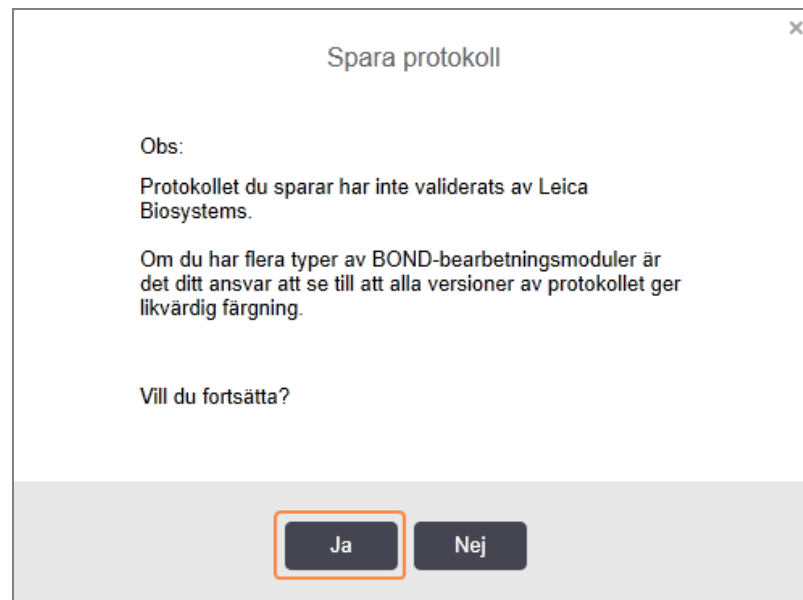 Spara protokoll
Obs:
Protokollet du sparar har inte validerats av Leica
Biosystems.
Om du har flera typer av BOND-bearbetningsmoduler är
det ditt ansvar att se till att alla versioner av protokollet ger
likvärdig färgning.
Vill du fortsätta?
Ja Nej